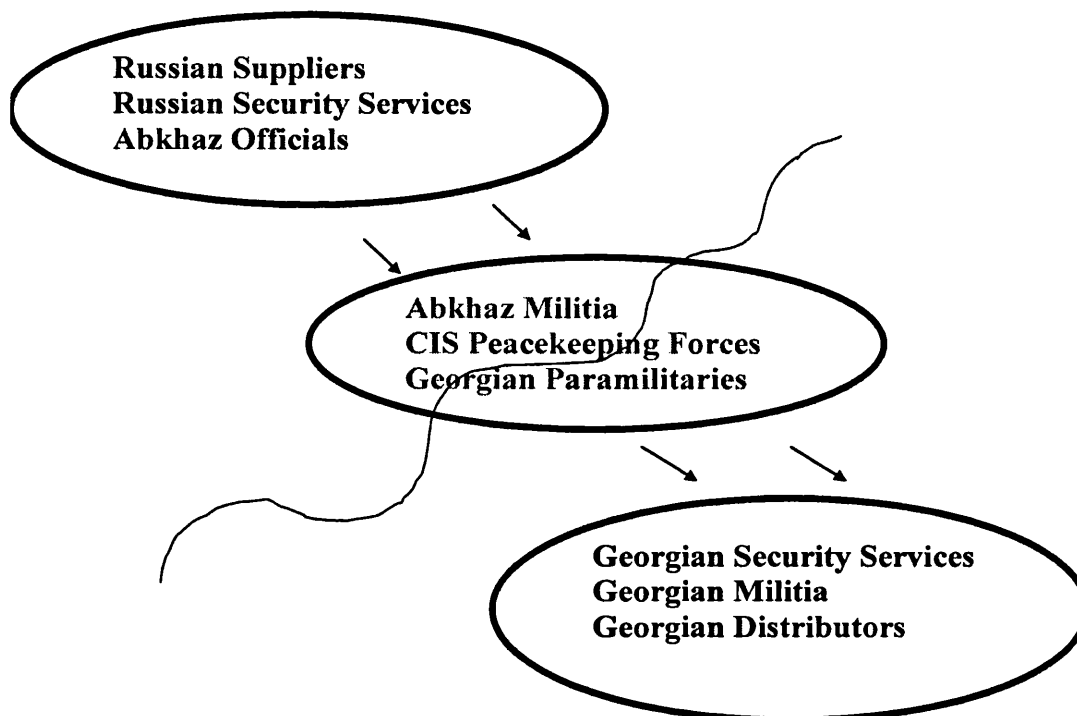 Russian Suppliers
Russian Security Services
Abkhaz Officials
Abkhaz Militia
CIS Peacekeeping Forces
Georgian Paramilitaries
Georgian Security Services
Georgian Militia
Georgian Distributors